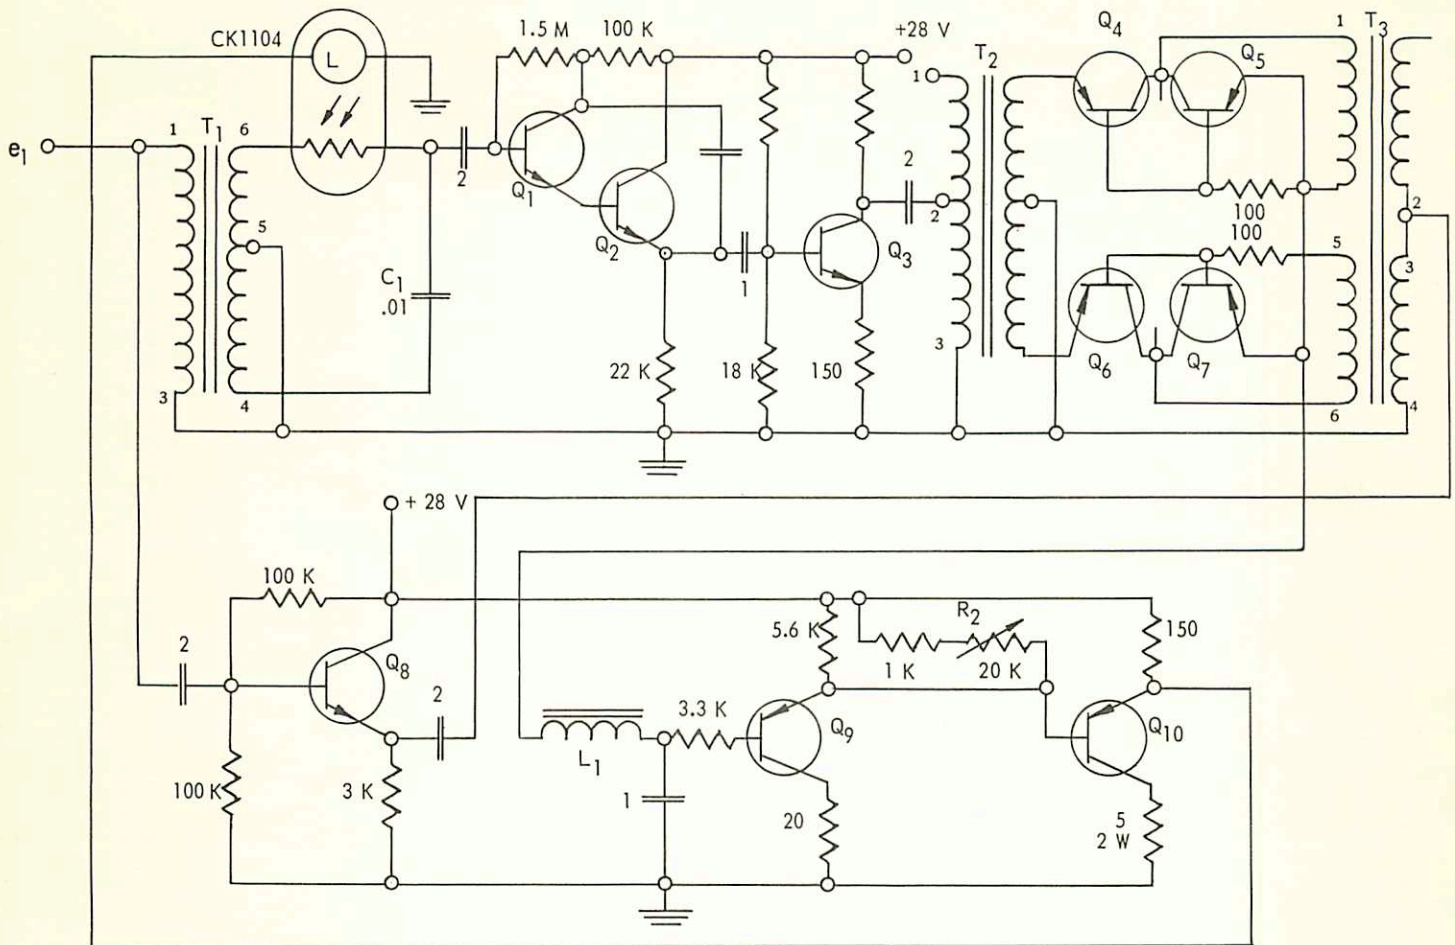 CK1104
L
e1
1
T1
6
5
3
4
C1
.01
2
1.5 M
100 K
Q1
Q2
22 K
1
18 K
150
Q3
+28 V
2
1
2
3
T2
Q4
Q5
100
100
Q6
Q7
1
T3
2
5
3
6
4
+ 28 V
100 K
2
Q8
2
100 K
3 K
L1
1
3.3 K
5.6 K
Q9
20
1 K
R2
20 K
150
Q10
5
2 W